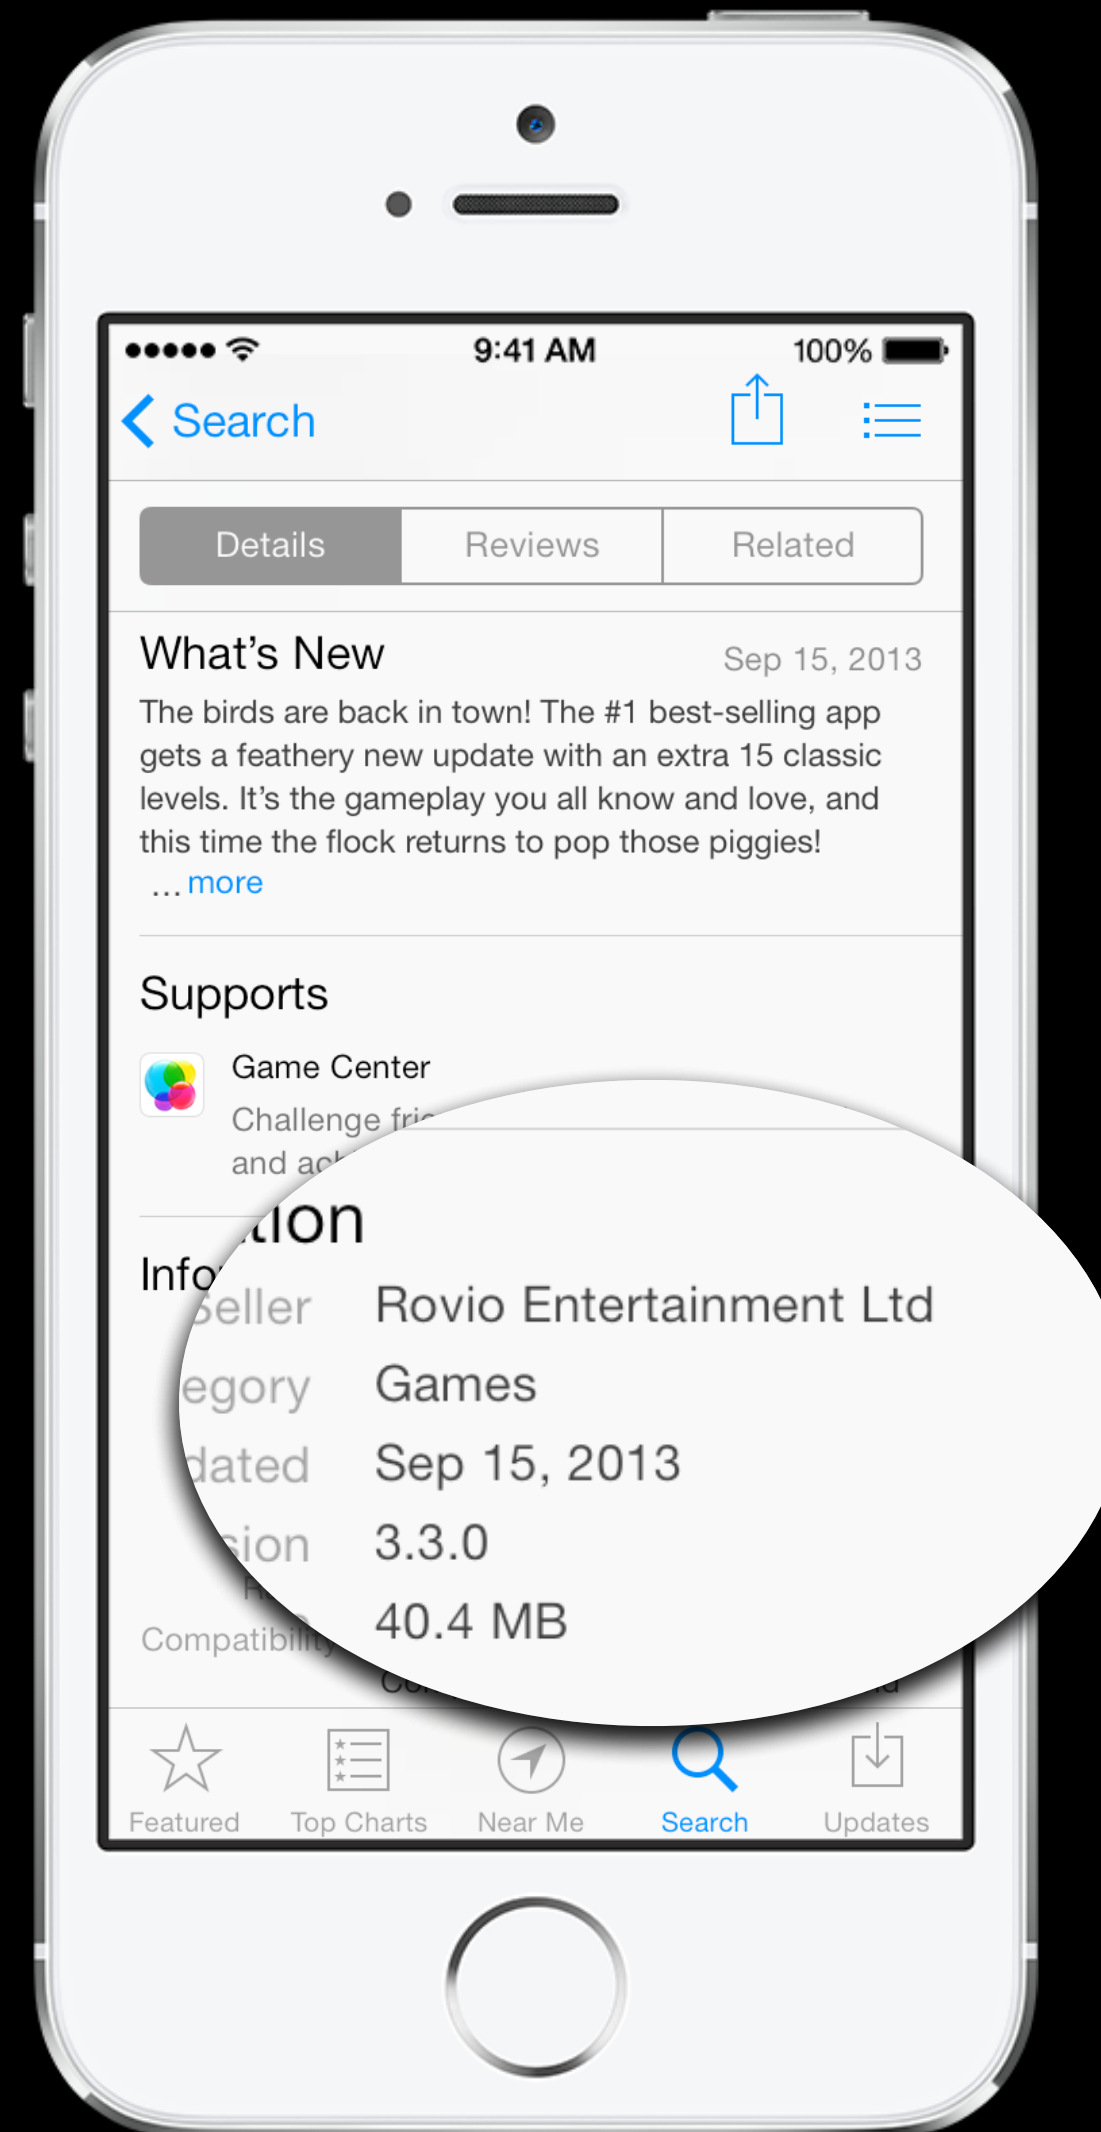 9:41 AM 100%
Search
Details Reviews Related
What's New Sep 15, 2013
The birds are back in town! The #1 best-selling app
gets a feathery new update with an extra 15 classic
levels. It's the gameplay you all know and love, and
this time the flock returns to pop those piggies!
... more
Supports
Game Center
Challenge
and
Rovio Entertainment Ltd
Games
Sep 15, 2013
3.3.0
40.4 MB
Compatibility
Featured Top Charts Near Me Search Updates